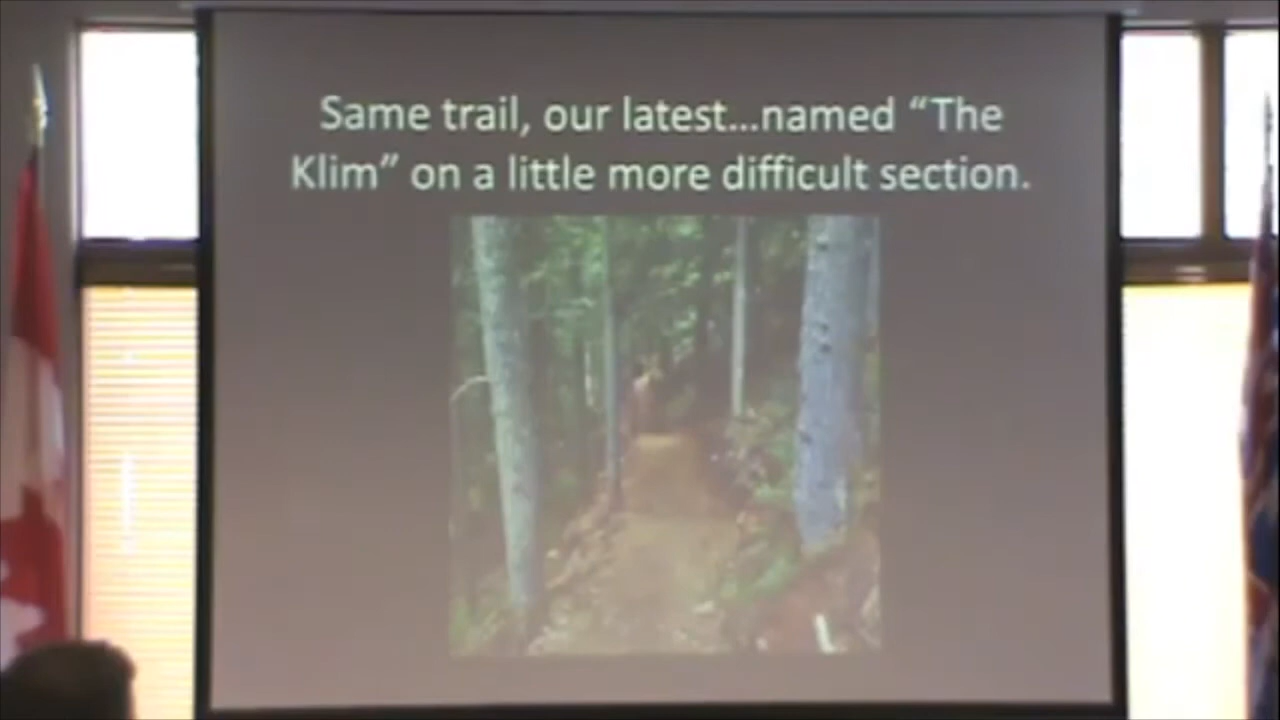 Same trail, our latest...named “The
Klim” on a little more difficult section.